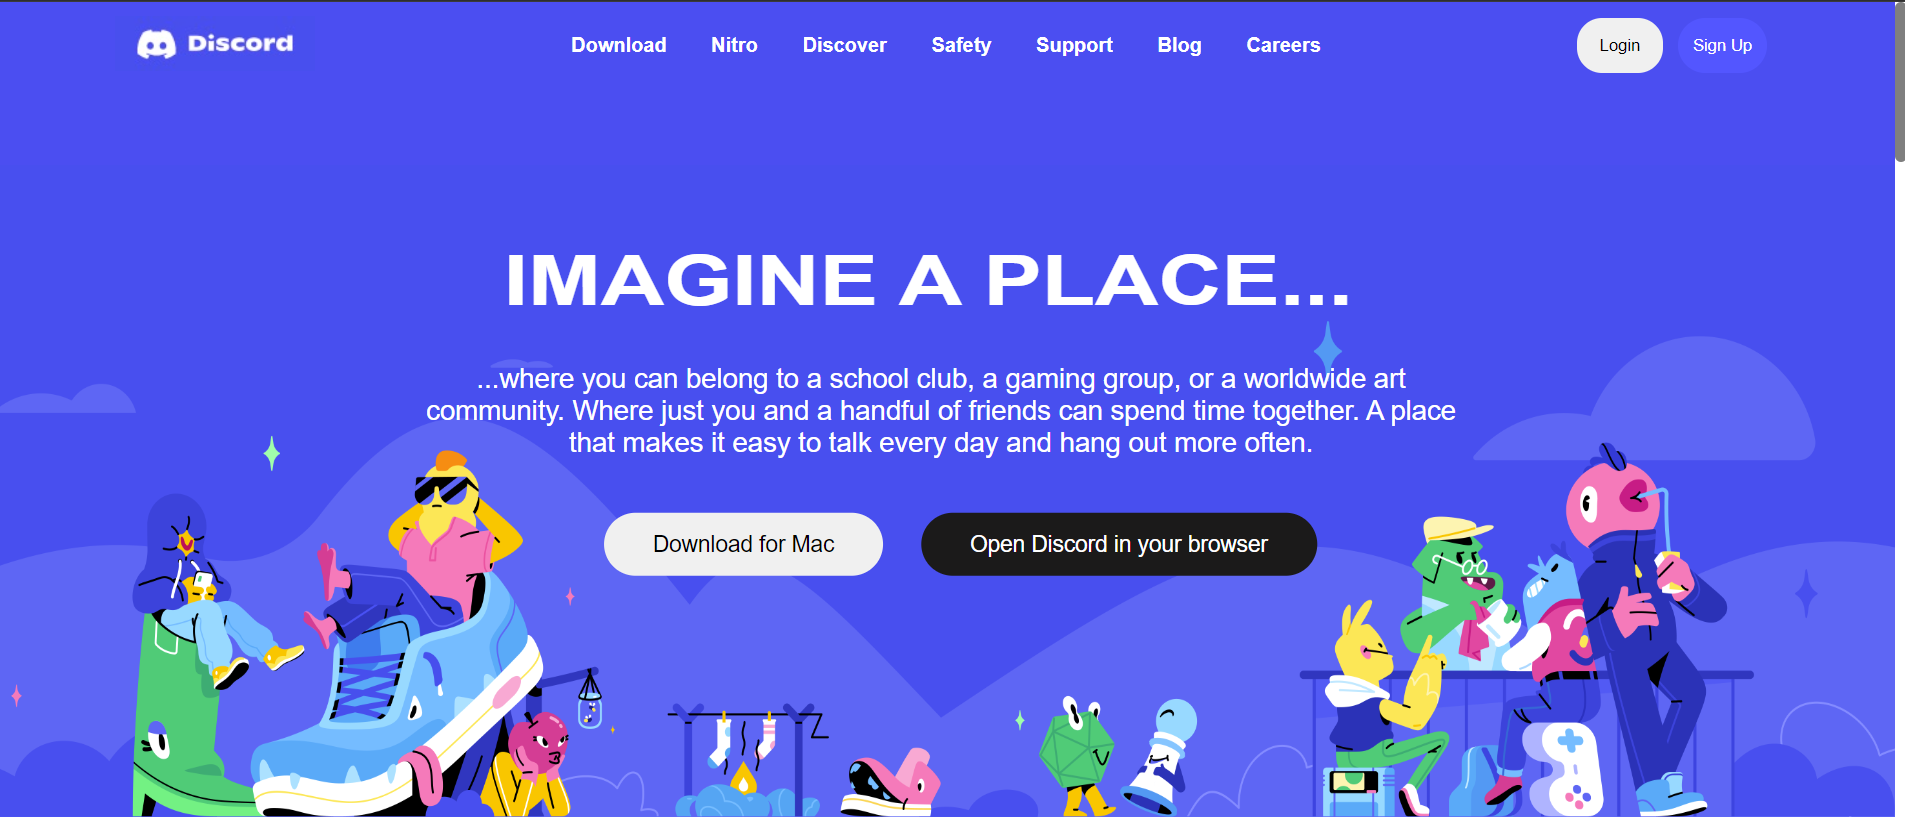 Discord
Download Nitro Discover Safety Support Blog Careers
Login Sign Up
IMAGINE A PLACE...
...where you can belong to a school club, a gaming group, or a worldwide art
community. Where just you and a handful of friends can spend time together. A place
that makes it easy to talk every day and hang out more often.
Download for Mac
Open Discord in your browser